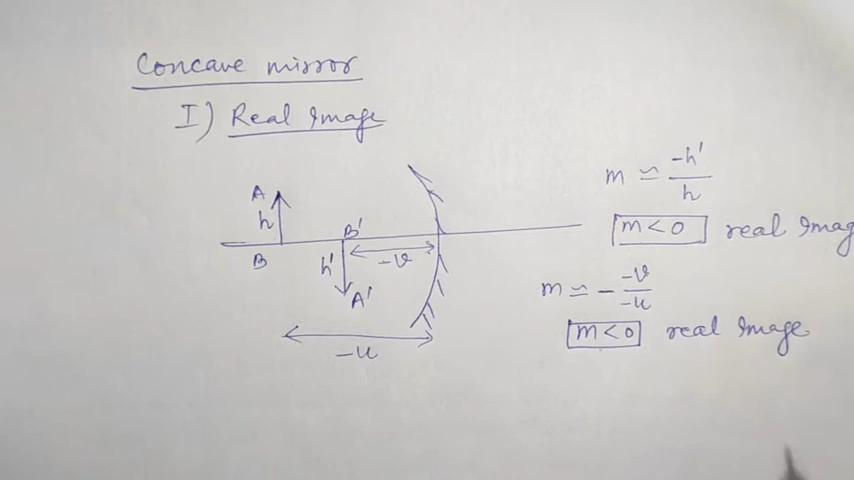 Concave mirror
I) Real Image
A
h
B
B'
h'
A'
-v
-u
m ≃ -h'/h
m<0 real Imag
m ≃ - -v/-u
m<0 real Image